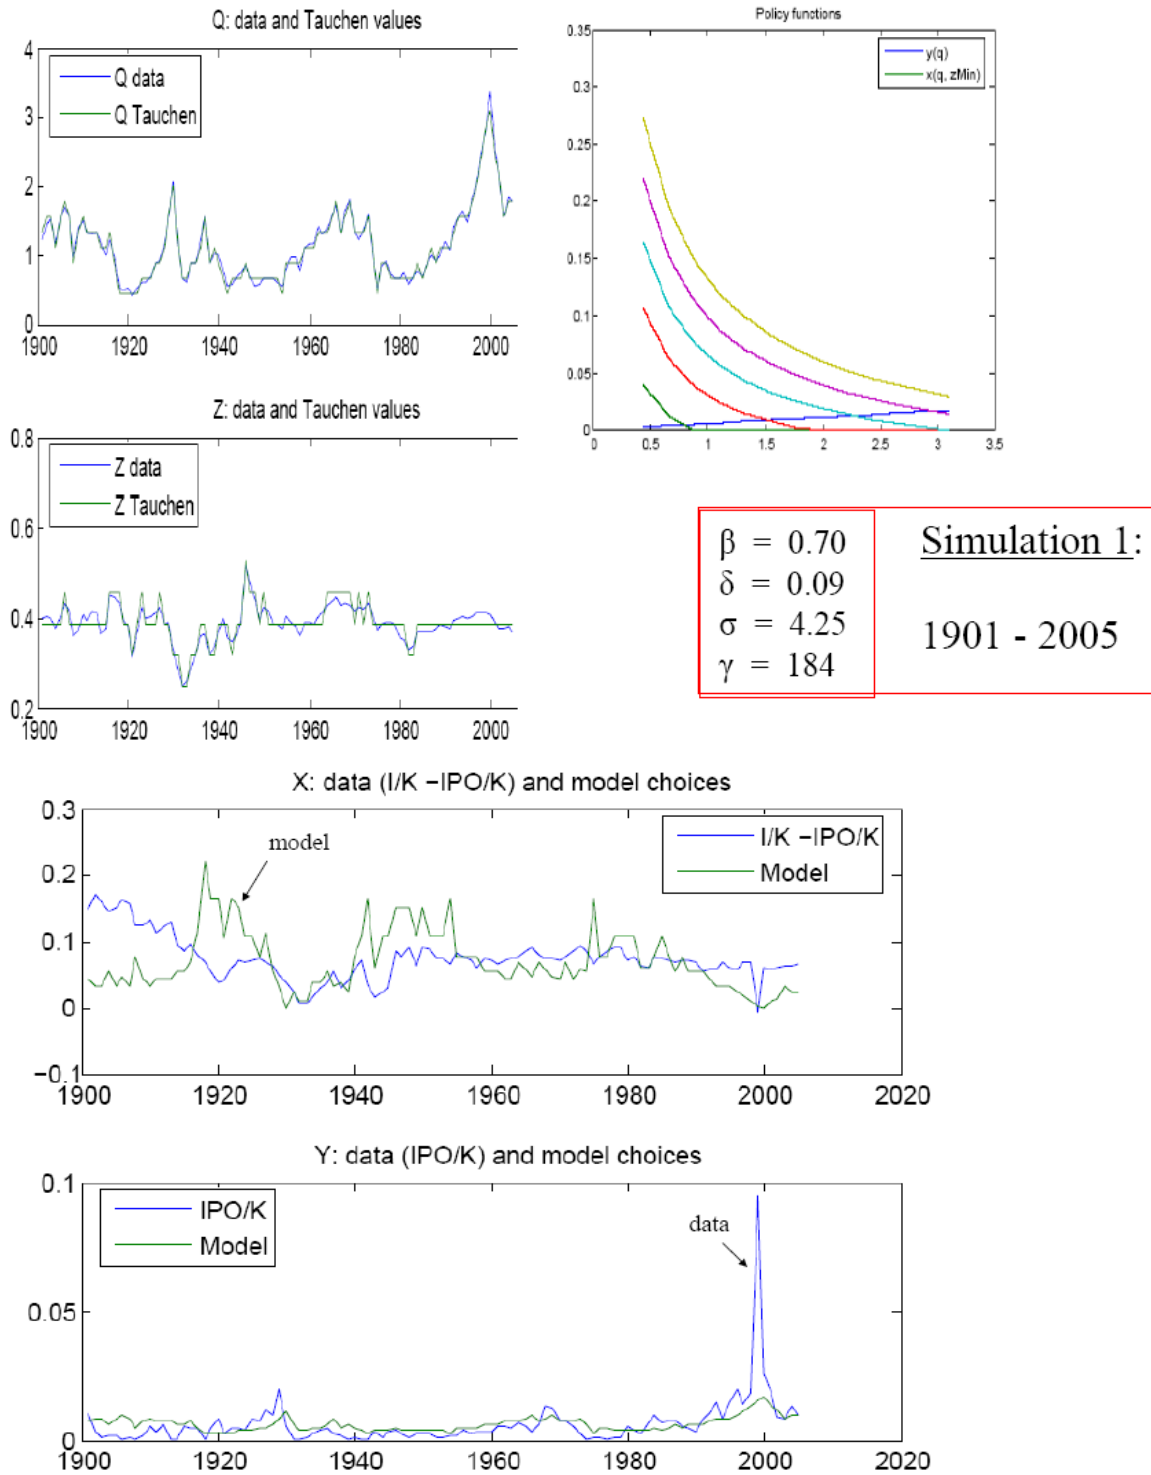 Q: data and Tauchen values
4
3
2
1
0
Q data
Q Tauchen
1900 1920 1940 1960 1980 2000
Policy functions
0.35
0.3
0.25
0.2
0.15
0.1
0.05
0
y(q)
x(q, zMin)
0 0.5 1 1.5 2 2.5 3 3.5
Z: data and Tauchen values
0.8
0.6
0.4
0.2
Z data
Z Tauchen
1900 1920 1940 1960 1980 2000
β = 0.70
δ = 0.09
σ = 4.25
γ = 184
Simulation 1:
1901 - 2005
X: data (I/K −IPO/K) and model choices
0.3
0.2
0.1
0
−0.1
model
I/K −IPO/K
Model
1900 1920 1940 1960 1980 2000 2020
Y: data (IPO/K) and model choices
0.1
0.05
0
IPO/K
Model
data
1900 1920 1940 1960 1980 2000 2020